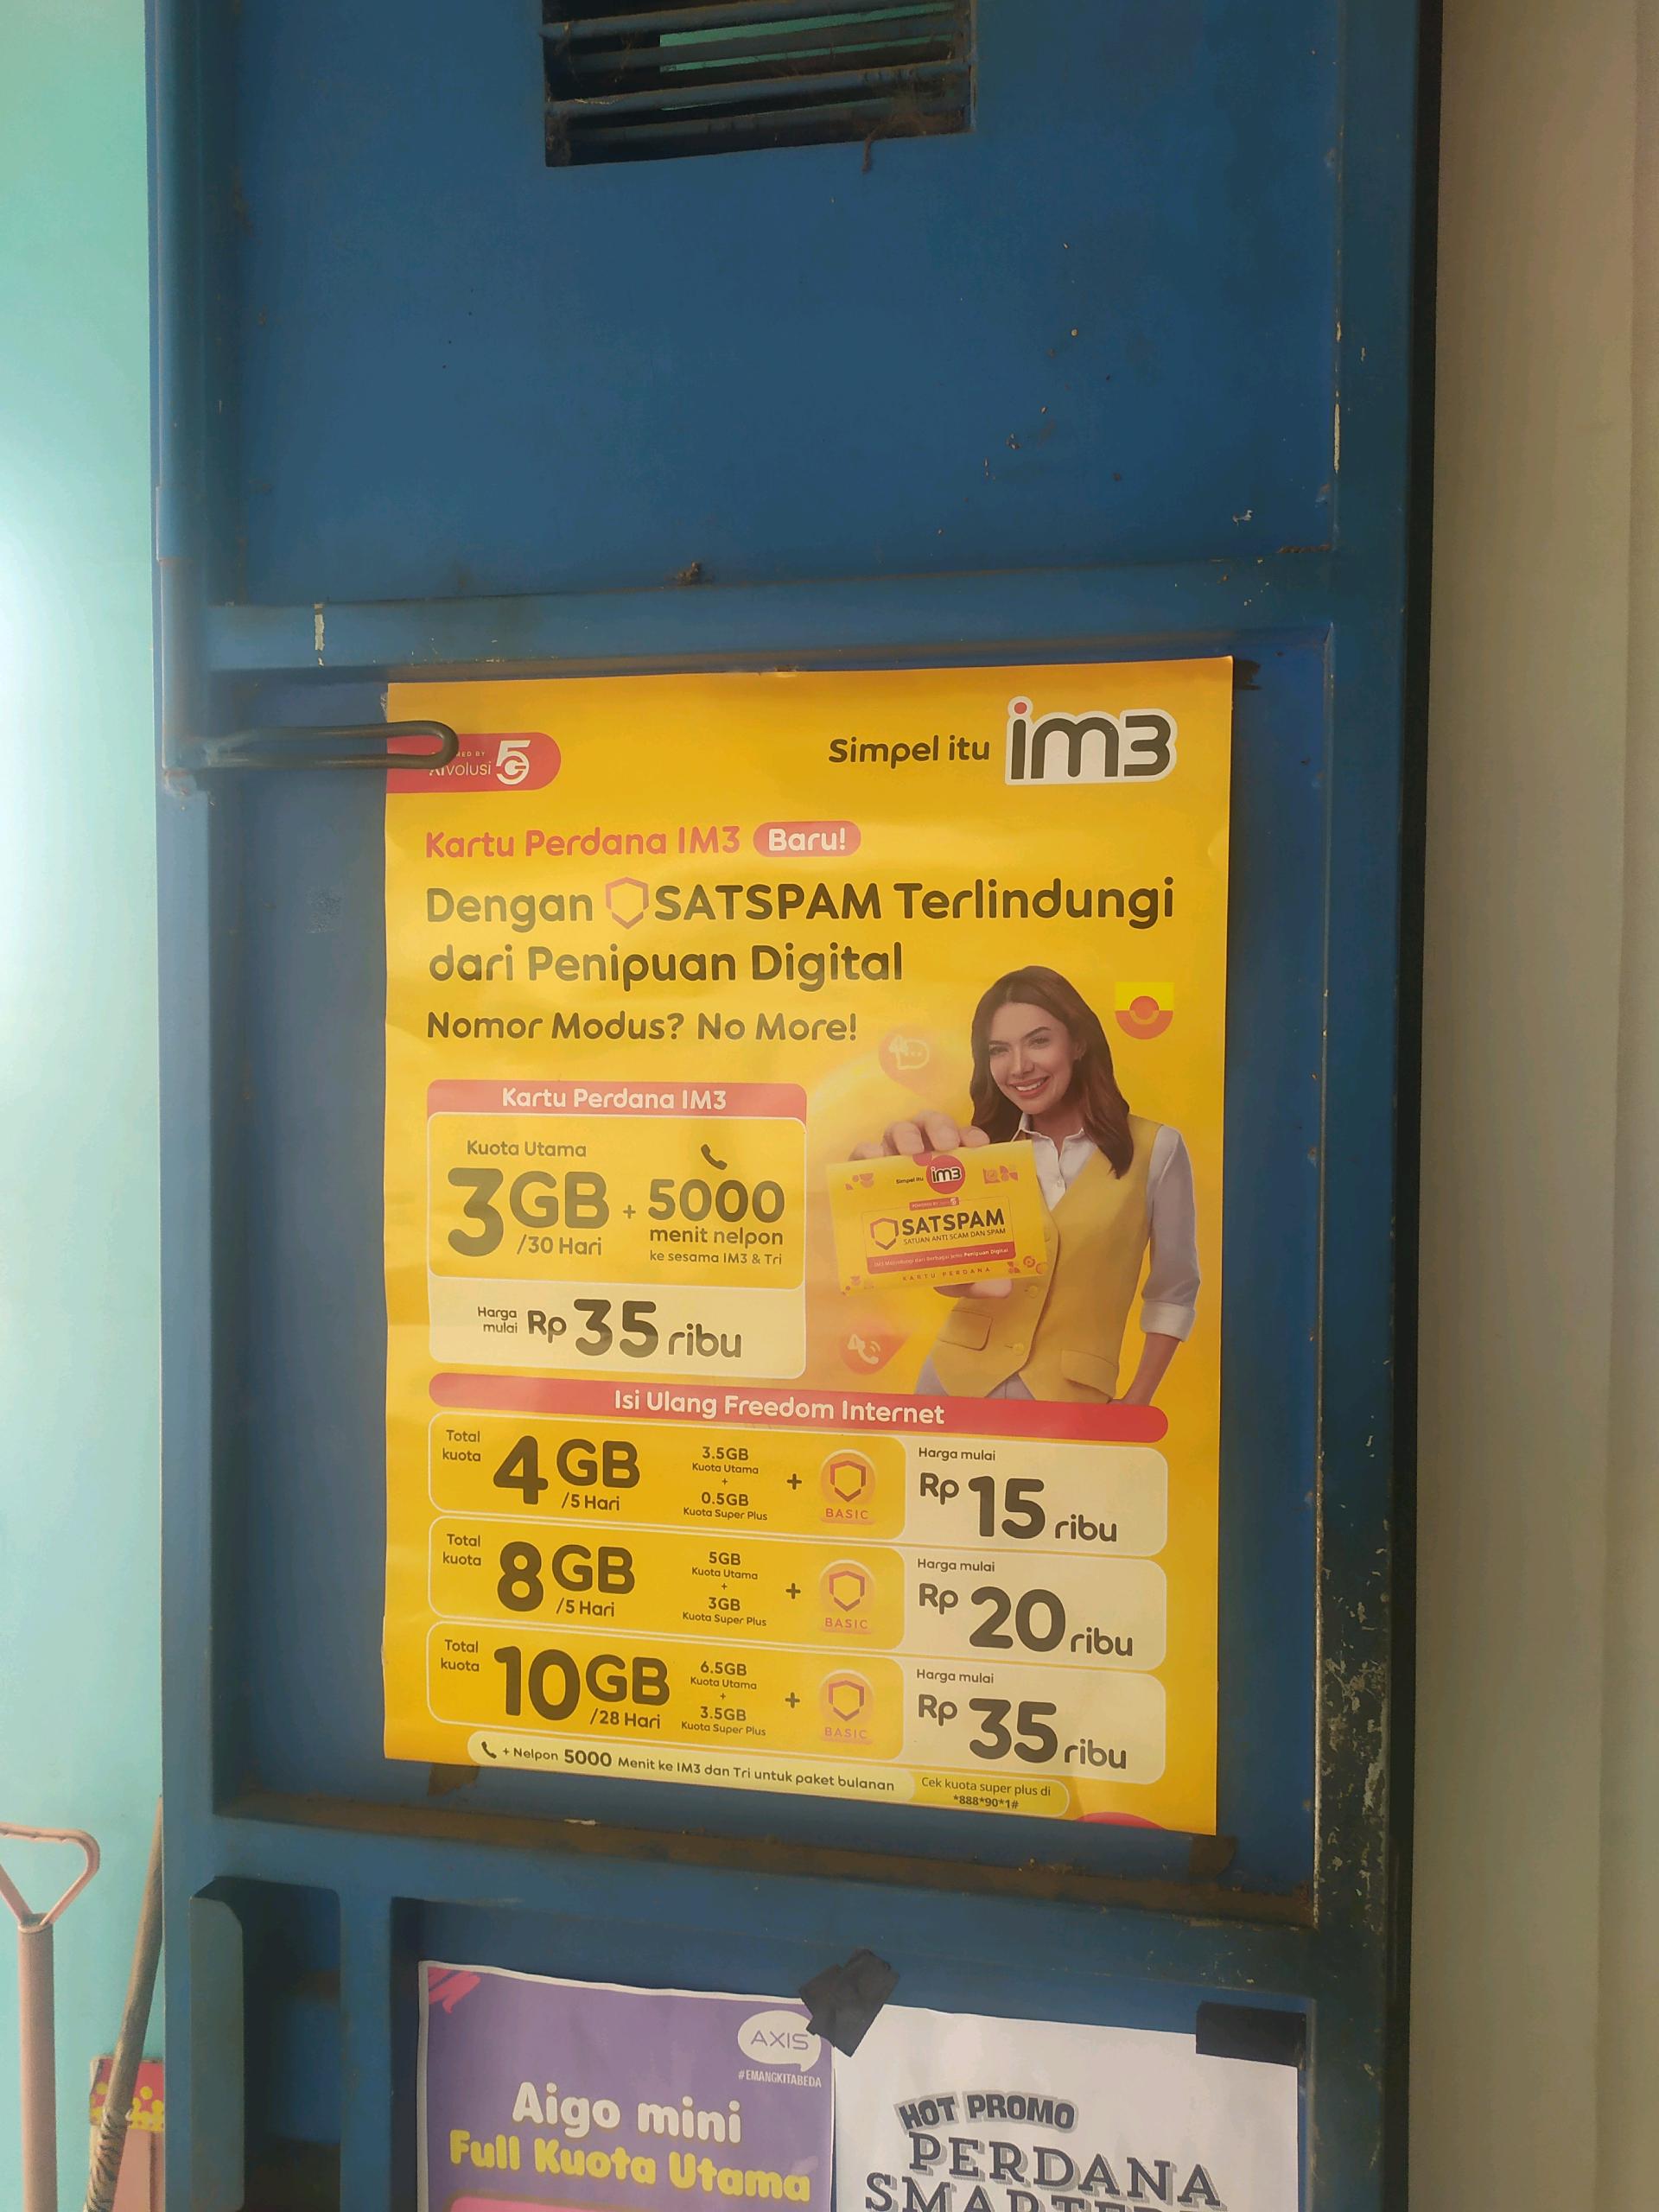 AIvolusi 5G
Simpel itu im3
Kartu Perdana IM3 Baru!
Dengan SATSPAM Terlindungi
dari Penipuan Digital
Nomor Modus? No More!
Kartu Perdana IM3
Kuota Utama
3GB
/30 Hari
+
5000
menit nelpon
ke sesama IM3 & Tri
Harga
mulai
Rp 35 ribu
Simpel itu im3
SATSPAM
SATUAN ANTI SCAM DAN SPAM
KARTU PERDANA
Isi Ulang Freedom Internet
Total
kuota
4GB
/5 Hari
3.5GB
Kuota Utama
+
0.5GB
Kuota Super Plus
+
BASIC
Harga mulai
Rp 15 ribu
Total
kuota
8GB
/5 Hari
5GB
Kuota Utama
+
3GB
Kuota Super Plus
+
BASIC
Harga mulai
Rp 20 ribu
Total
kuota
10GB
/28 Hari
6.5GB
Kuota Utama
+
3.5GB
Kuota Super Plus
+
BASIC
Harga mulai
Rp 35 ribu
+ Nelpon 5000 Menit ke IM3 dan Tri untuk paket bulanan
Cek kuota super plus di
*888*90*1#
AXIS
#EMANGKITABEDA
Aigo mini
Full Kuota Utama
HOT PROMO
PERDANA